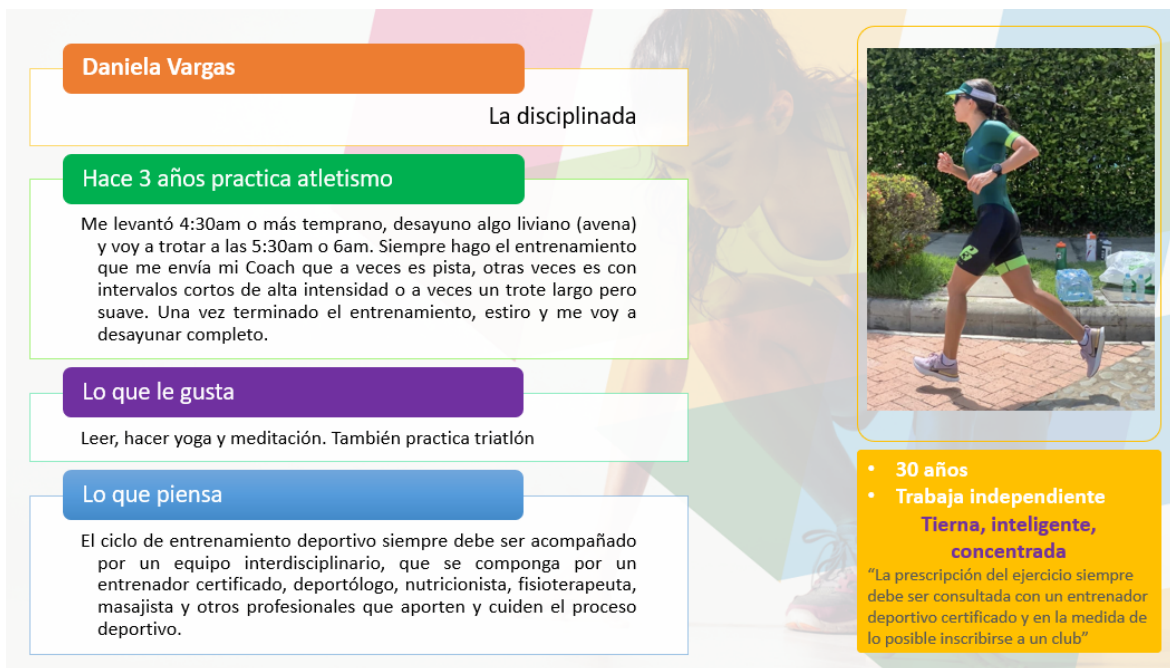 Daniela Vargas
La disciplinada
Hace 3 años practica atletismo
Me levantó 4:30am o más temprano, desayuno algo liviano (avena)
y voy a trotar a las 5:30am o 6am. Siempre hago el entrenamiento
que me envía mi Coach que a veces es pista, otras veces es con
intervalos cortos de alta intensidad o a veces un trote largo pero
suave. Una vez terminado el entrenamiento, estiro y me voy a
desayunar completo.
Lo que le gusta
Leer, hacer yoga y meditación. También practica triatlón
Lo que piensa
El ciclo de entrenamiento deportivo siempre debe ser acompañado
por un equipo interdisciplinario, que se componga por un
entrenador certificado, deportólogo, nutricionista, fisioterapeuta,
masajista y otros profesionales que aporten y cuiden el proceso
deportivo.
• 30 años
• Trabaja independiente
Tierna, inteligente,
concentrada
“La prescripción del ejercicio siempre
debe ser consultada con un entrenador
deportivo certificado y en la medida de
lo posible inscribirse a un club”